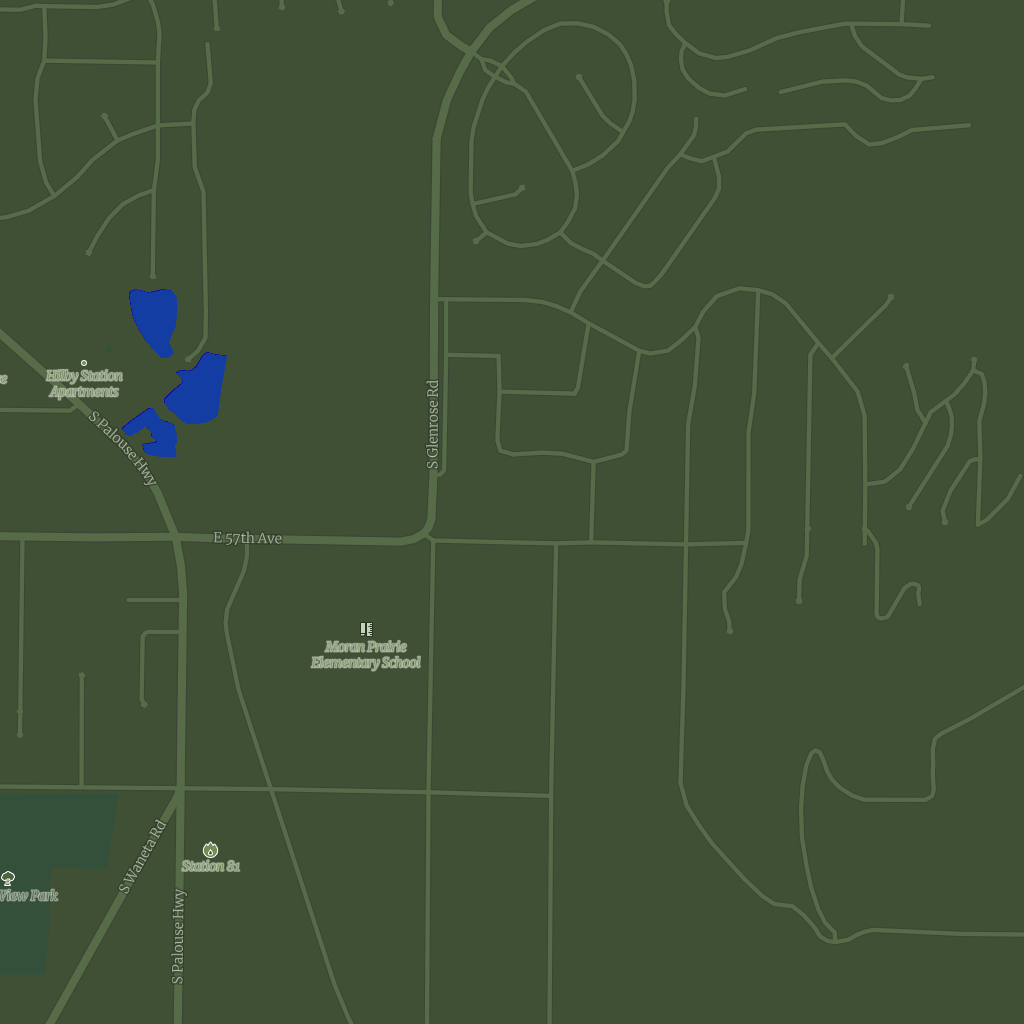 Hilby Station
Apartments
S Palouse Hwy
S Glenrose Rd
E 57th Ave
Moran Prairie
Elementary School
S Waneta Rd
Station 81
View Park
S Palouse Hwy